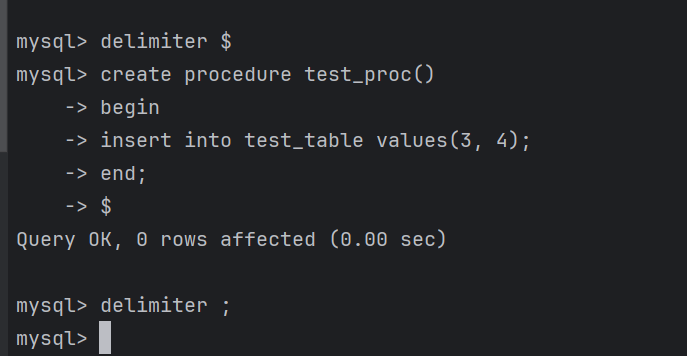 mysql> delimiter $
mysql> create procedure test_proc()
    -> begin
    -> insert into test_table values(3, 4);
    -> end;
    -> $
Query OK, 0 rows affected (0.00 sec)

mysql> delimiter ;
mysql>